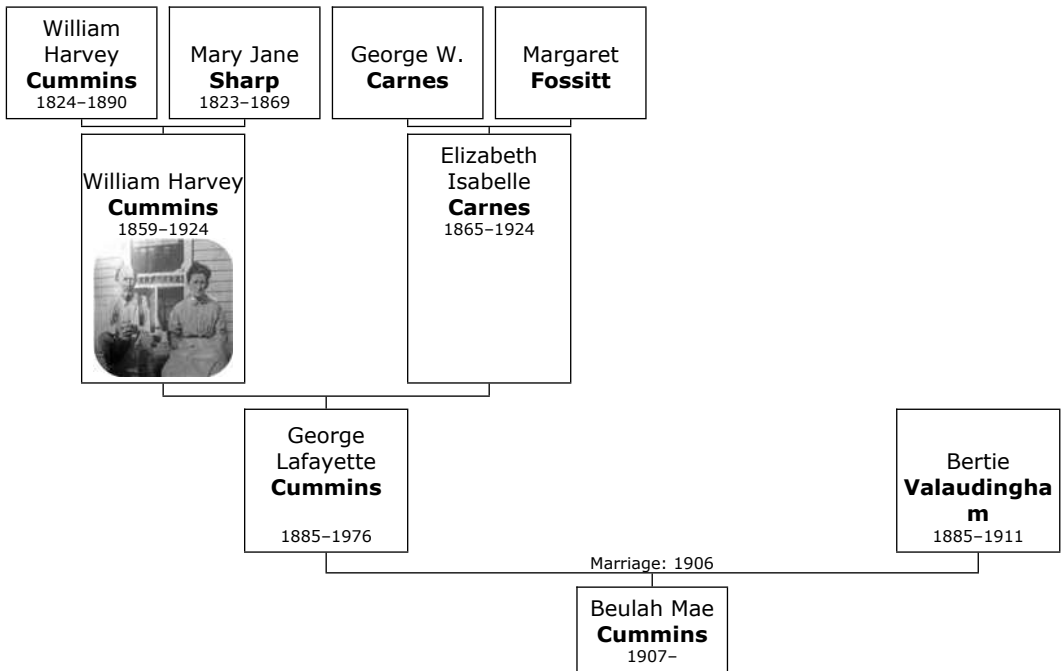 William
Harvey
Cummins
1824–1890
Mary Jane
Sharp
1823–1869
George W.
Carnes
Margaret
Fossitt
William Harvey
Cummins
1859–1924
Elizabeth
Isabelle
Carnes
1865–1924
George
Lafayette
Cummins
1885–1976
Bertie
Valaudingha
m
1885–1911
Marriage: 1906
Beulah Mae
Cummins
1907–